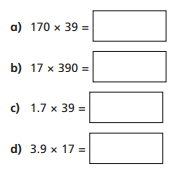 a) 170 × 39 =
b) 17 × 390 =
c) 1.7 × 39 =
d) 3.9 × 17 =